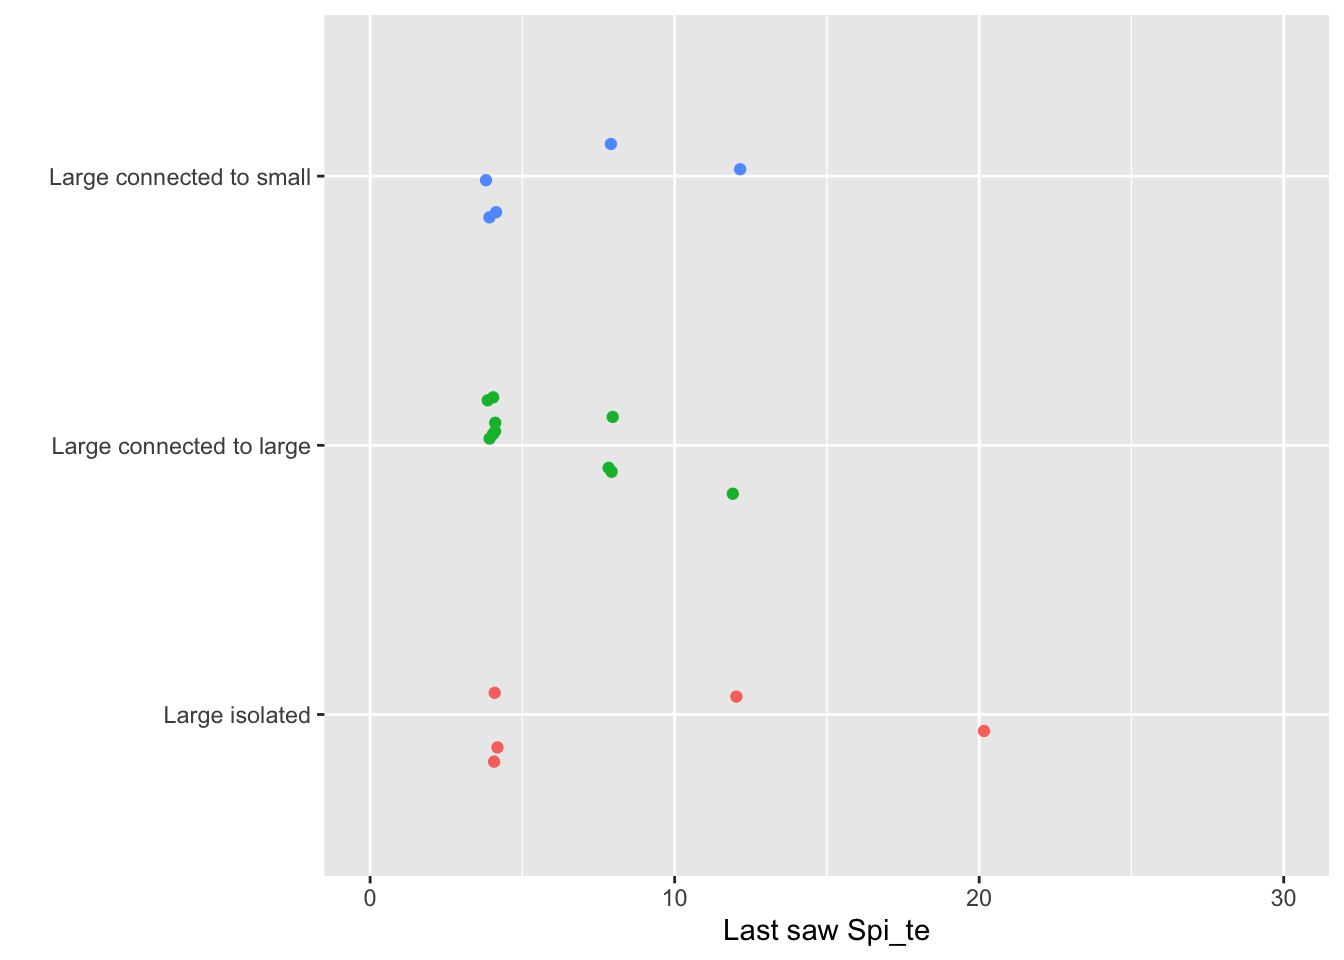 Large connected to small
Large connected to large
Large isolated
0 10 20 30
Last saw Spi_te